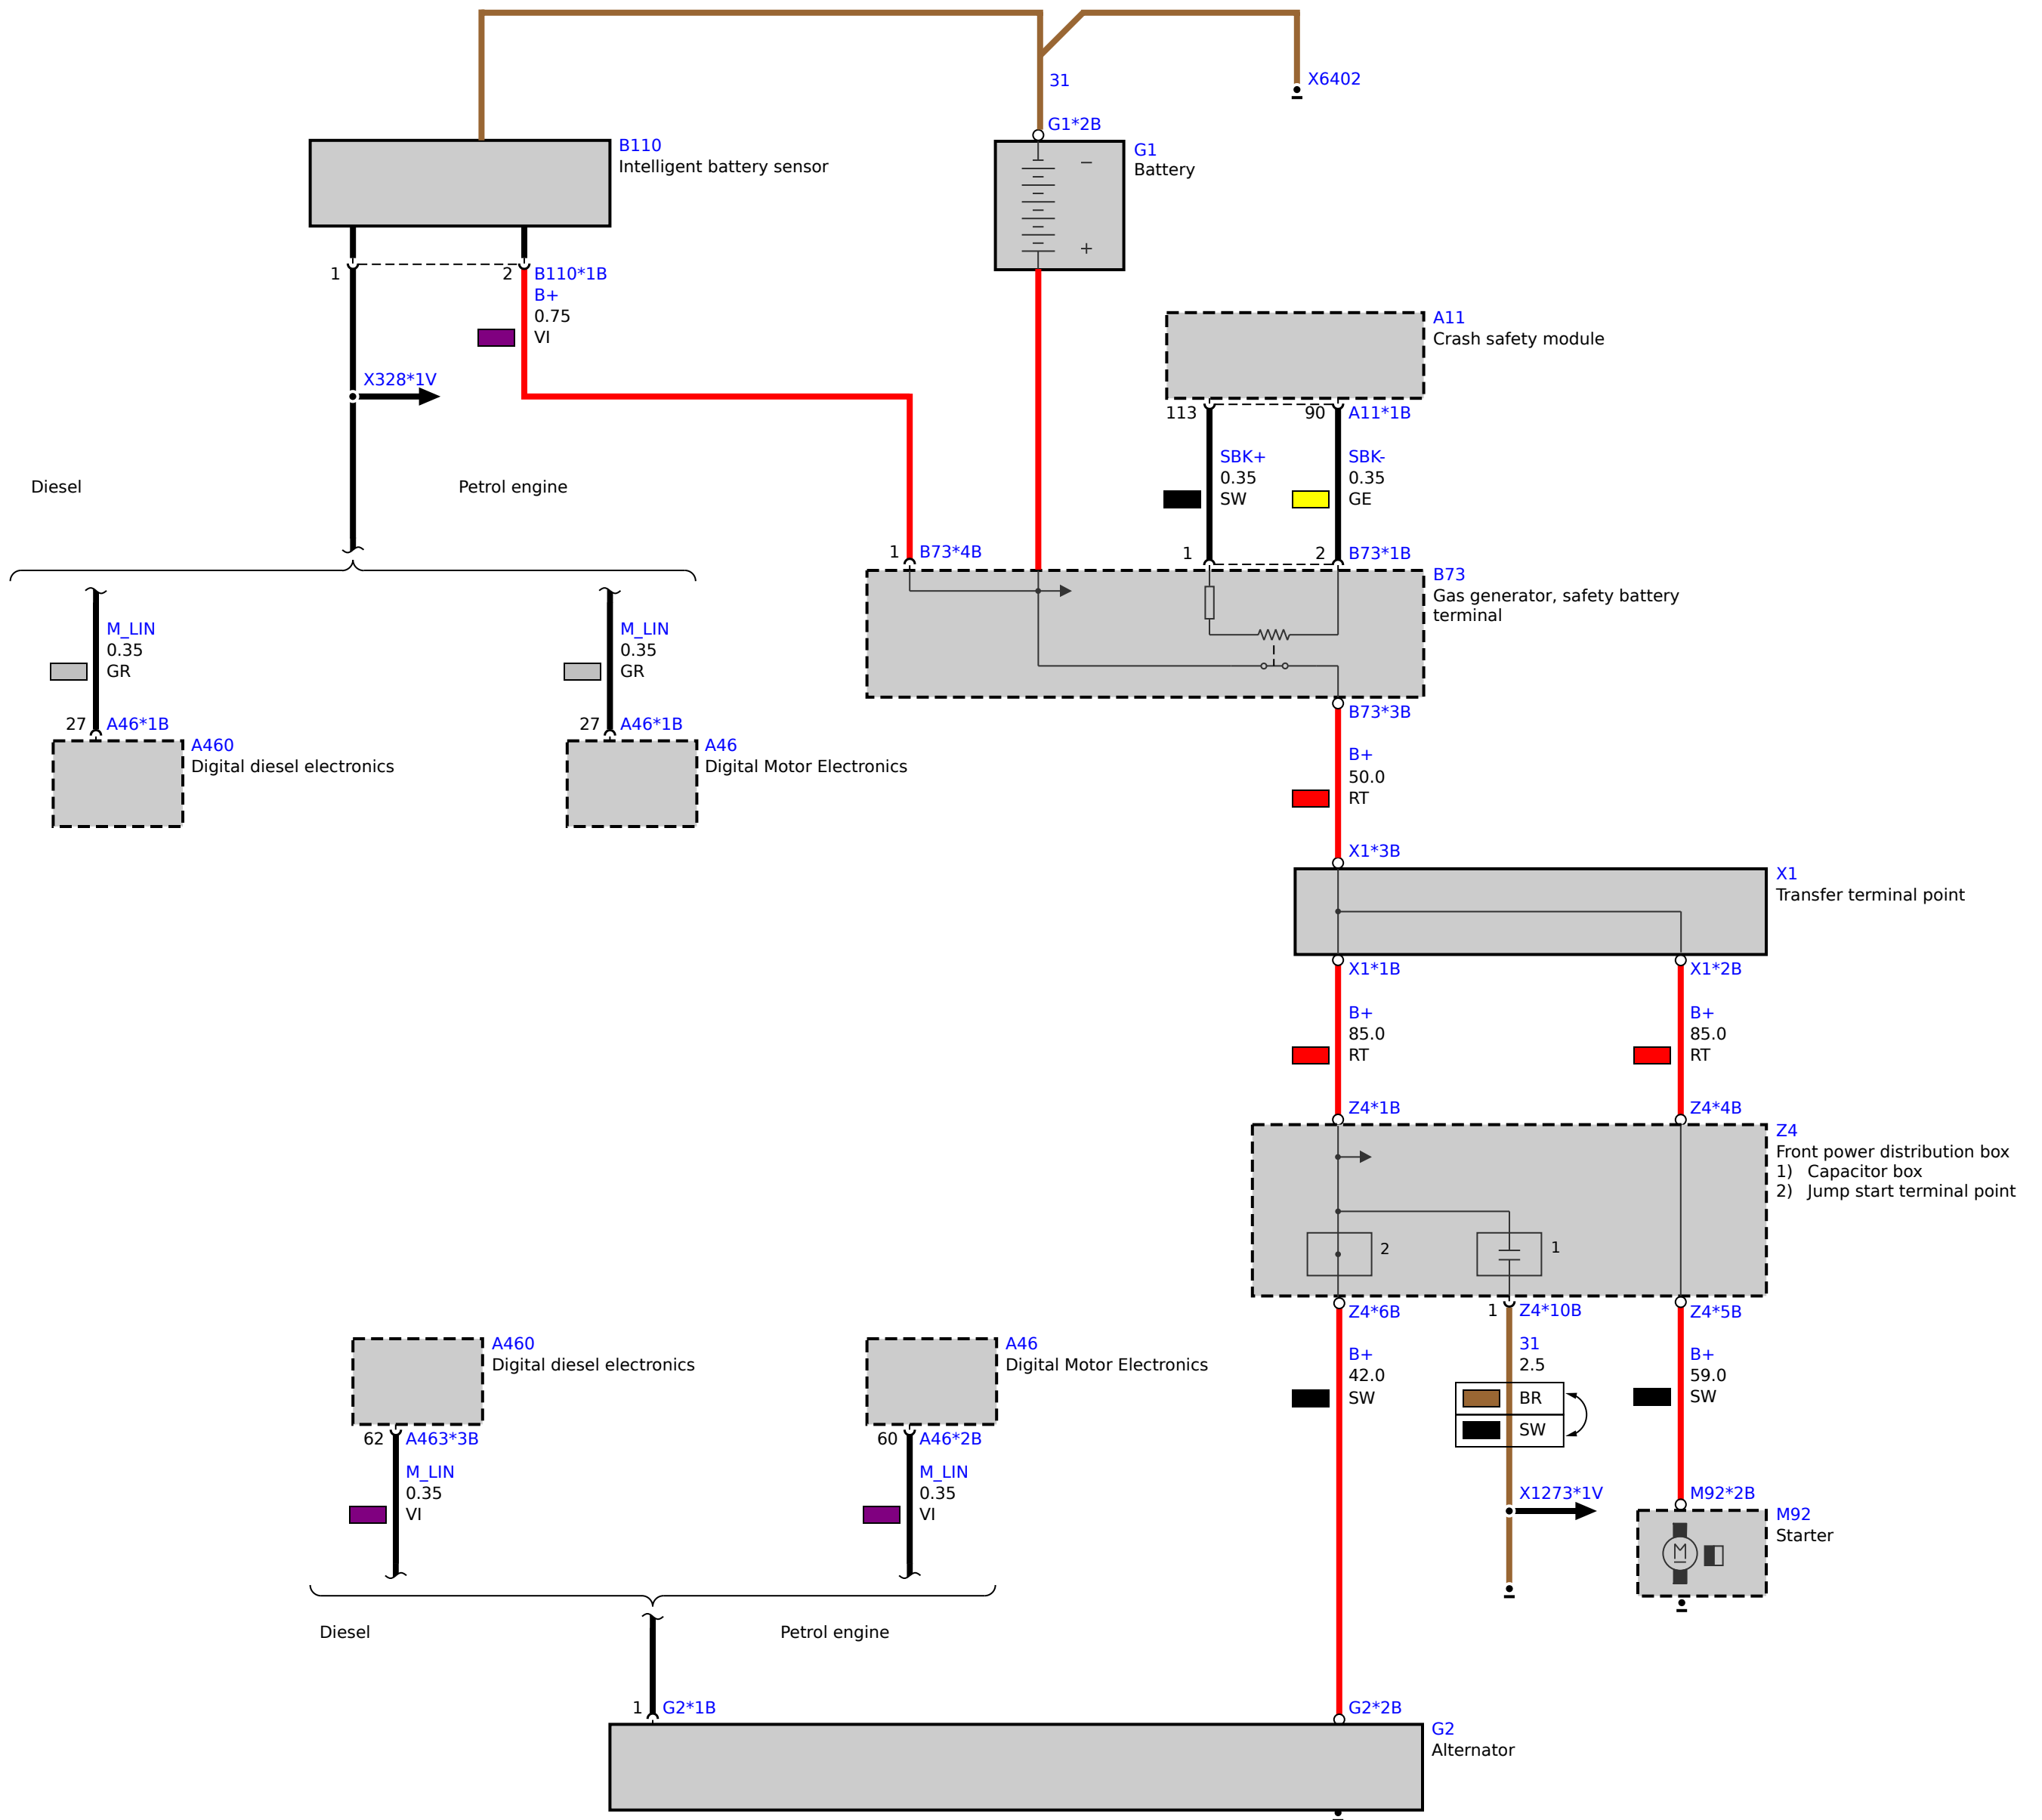 31
X6402
G1*2B
B110
Intelligent battery sensor
G1
Battery
−
+
1
2
B110*1B
B+
0.75
VI
A11
Crash safety module
X328*1V
113
90
A11*1B
SBK+
0.35
SW
SBK-
0.35
GE
Diesel
Petrol engine
1
B73*4B
1
2
B73*1B
B73
Gas generator, safety battery
terminal
M_LIN
0.35
GR
M_LIN
0.35
GR
27
A46*1B
27
A46*1B
A460
Digital diesel electronics
A46
Digital Motor Electronics
B73*3B
B+
50.0
RT
X1*3B
X1
Transfer terminal point
X1*1B
X1*2B
B+
85.0
RT
B+
85.0
RT
Z4*1B
Z4*4B
Z4
Front power distribution box
1) Capacitor box
2) Jump start terminal point
2
1
Z4*6B
1
Z4*10B
Z4*5B
A460
Digital diesel electronics
A46
Digital Motor Electronics
B+
42.0
SW
31
2.5
BR
SW
B+
59.0
SW
62
A463*3B
60
A46*2B
M_LIN
0.35
VI
M_LIN
0.35
VI
X1273*1V
M92*2B
M92
Starter
M
Diesel
Petrol engine
1
G2*1B
G2*2B
G2
Alternator